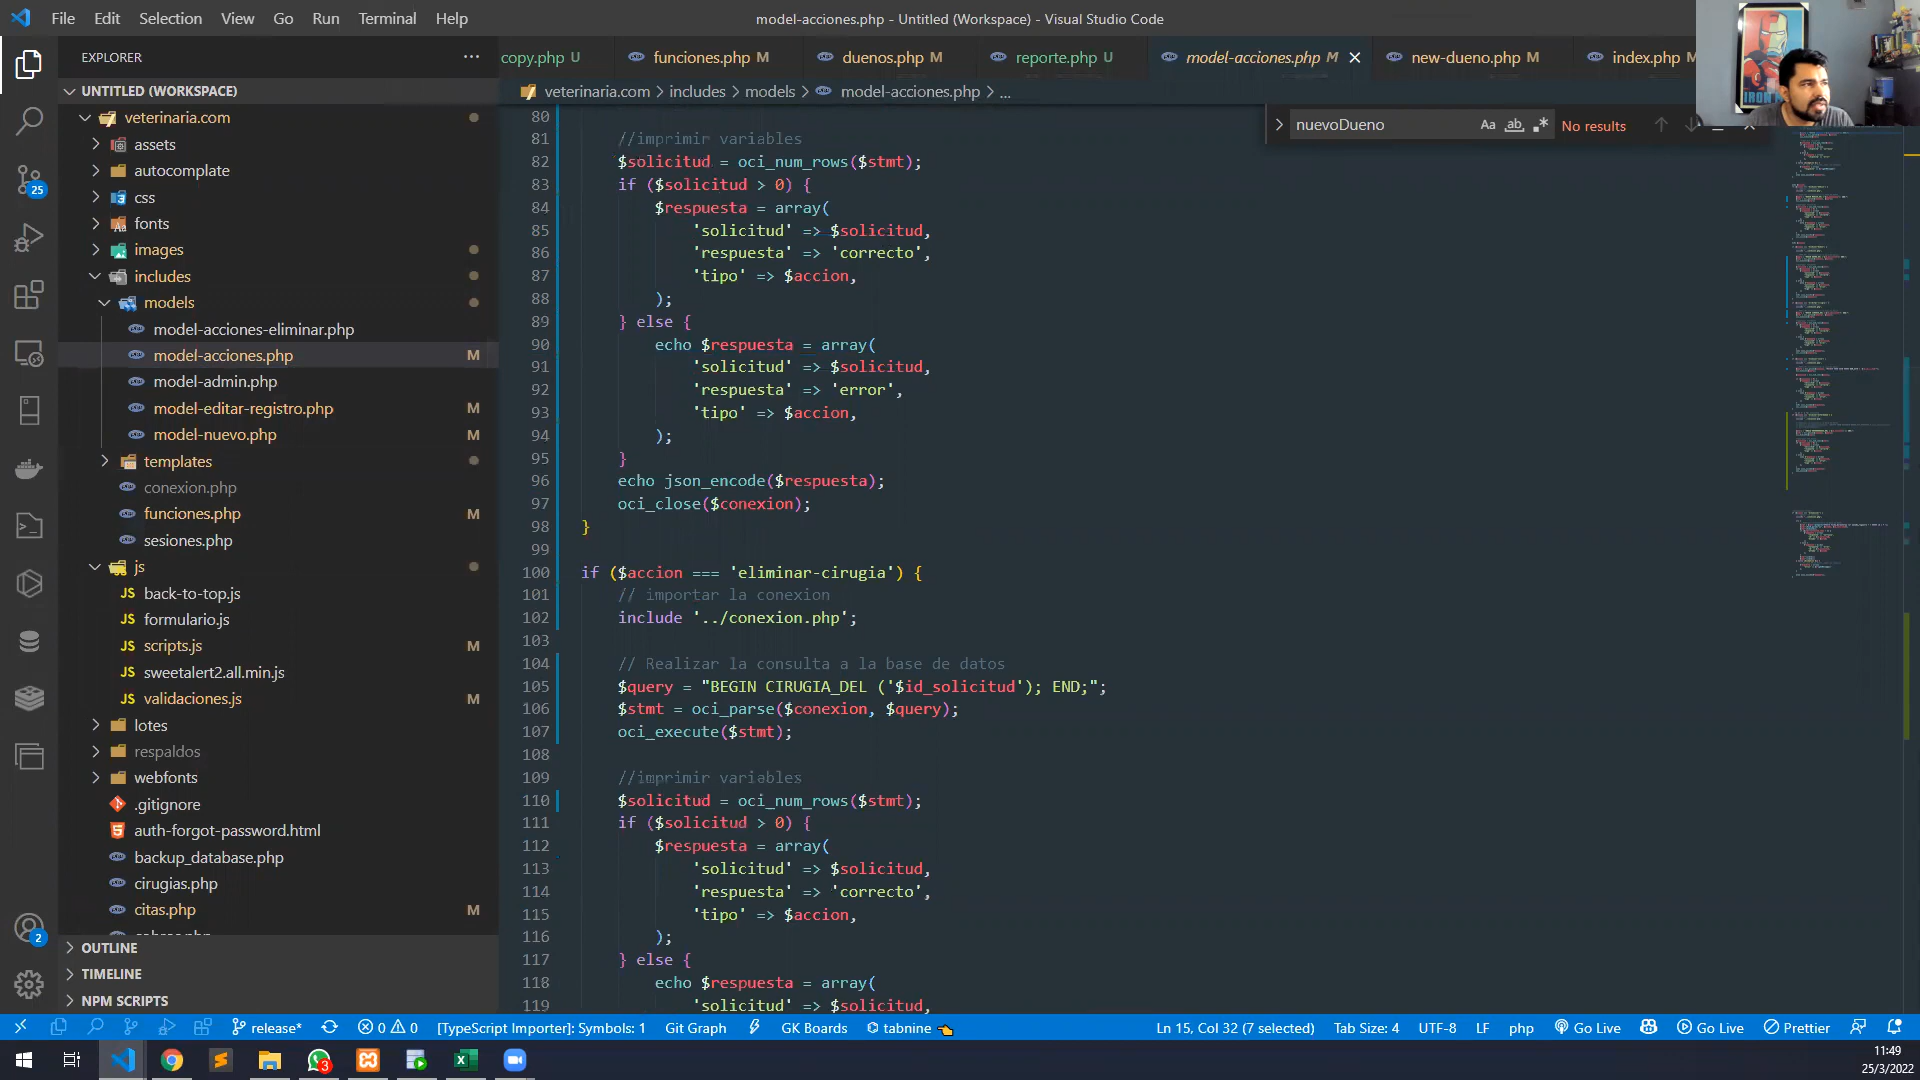 File Edit Selection View Go Run Terminal Help
model-acciones.php - Untitled (Workspace) - Visual Studio Code
EXPLORER
UNTITLED (WORKSPACE)
veterinaria.com
assets
autocomplete
css
fonts
images
includes
models
model-acciones-eliminar.php
model-acciones.php M
model-admin.php
model-editar-registro.php M
model-nuevo.php M
templates
conexion.php
funciones.php M
sesiones.php
js
JS back-to-top.js
JS formulario.js
JS scripts.js M
JS sweetalert2.all.min.js
JS validaciones.js M
lotes
respaldos
webfonts
.gitignore
auth-forgot-password.html
backup_database.php
cirugias.php
citas.php M
OUTLINE
TIMELINE
NPM SCRIPTS
25
2
copy.php U funciones.php M duenos.php M reporte.php U model-acciones.php M new-dueno.php M index.php M
veterinaria.com > includes > models > model-acciones.php > ...
nuevoDueno Aa ab No results
IRON
80
81 //imprimir variables
82 $solicitud = oci_num_rows($stmt);
83 if ($solicitud > 0) {
84 $respuesta = array(
85 'solicitud' => $solicitud,
86 'respuesta' => 'correcto',
87 'tipo' => $accion,
88 );
89 } else {
90 echo $respuesta = array(
91 'solicitud' => $solicitud,
92 'respuesta' => 'error',
93 'tipo' => $accion,
94 );
95 }
96 echo json_encode($respuesta);
97 oci_close($conexion);
98 }
99
100 if ($accion === 'eliminar-cirugia') {
101 // importar la conexion
102 include '../conexion.php';
103
104 // Realizar la consulta a la base de datos
105 $query = "BEGIN CIRUGIA_DEL ('$id_solicitud'); END;";
106 $stmt = oci_parse($conexion, $query);
107 oci_execute($stmt);
108
109 //imprimir variables
110 $solicitud = oci_num_rows($stmt);
111 if ($solicitud > 0) {
112 $respuesta = array(
113 'solicitud' => $solicitud,
114 'respuesta' => 'correcto',
115 'tipo' => $accion,
116 );
117 } else {
118 echo $respuesta = array(
119 'solicitud' => $solicitud,
release* 0 0 [TypeScript Importer]: Symbols: 1 Git Graph GK Boards tabnine Ln 15, Col 32 (7 selected) Tab Size: 4 UTF-8 LF php Go Live Go Live Prettier
3
11:49
25/3/2022